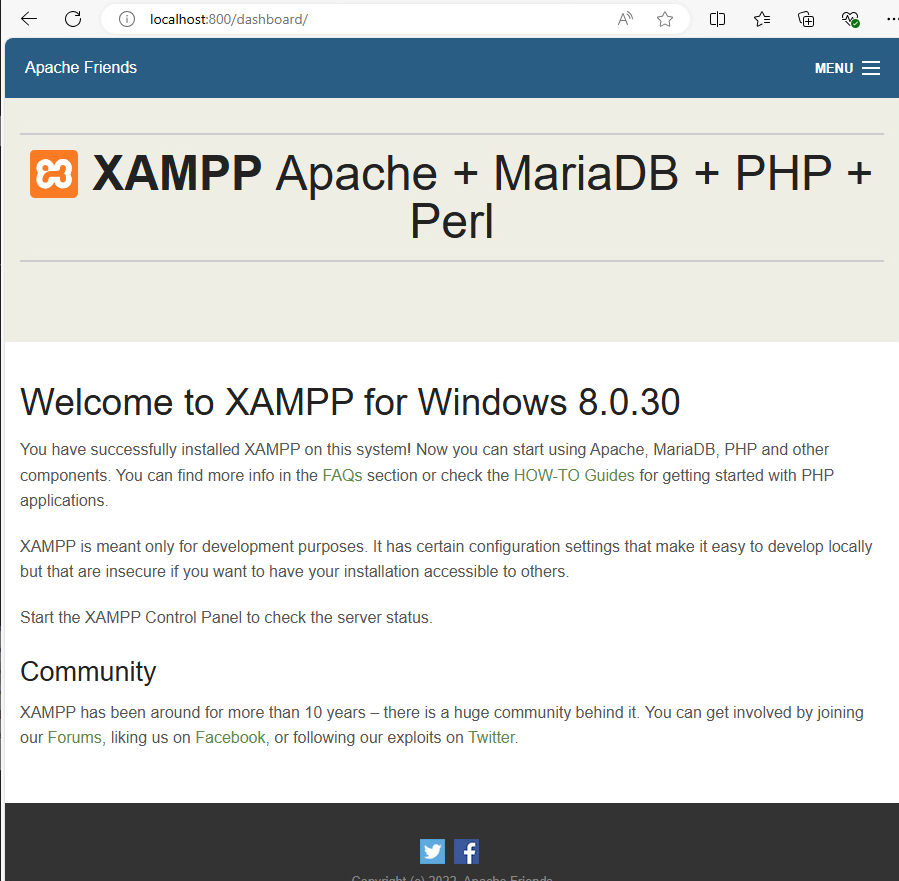 localhost:800/dashboard/
Apache Friends
MENU
XAMPP Apache + MariaDB + PHP +
Perl
Welcome to XAMPP for Windows 8.0.30
You have successfully installed XAMPP on this system! Now you can start using Apache, MariaDB, PHP and other
components. You can find more info in the FAQs section or check the HOW-TO Guides for getting started with PHP
applications.
XAMPP is meant only for development purposes. It has certain configuration settings that make it easy to develop locally
but that are insecure if you want to have your installation accessible to others.
Start the XAMPP Control Panel to check the server status.
Community
XAMPP has been around for more than 10 years – there is a huge community behind it. You can get involved by joining
our Forums, liking us on Facebook, or following our exploits on Twitter.
Copyright (c) 2022, Apache Friends